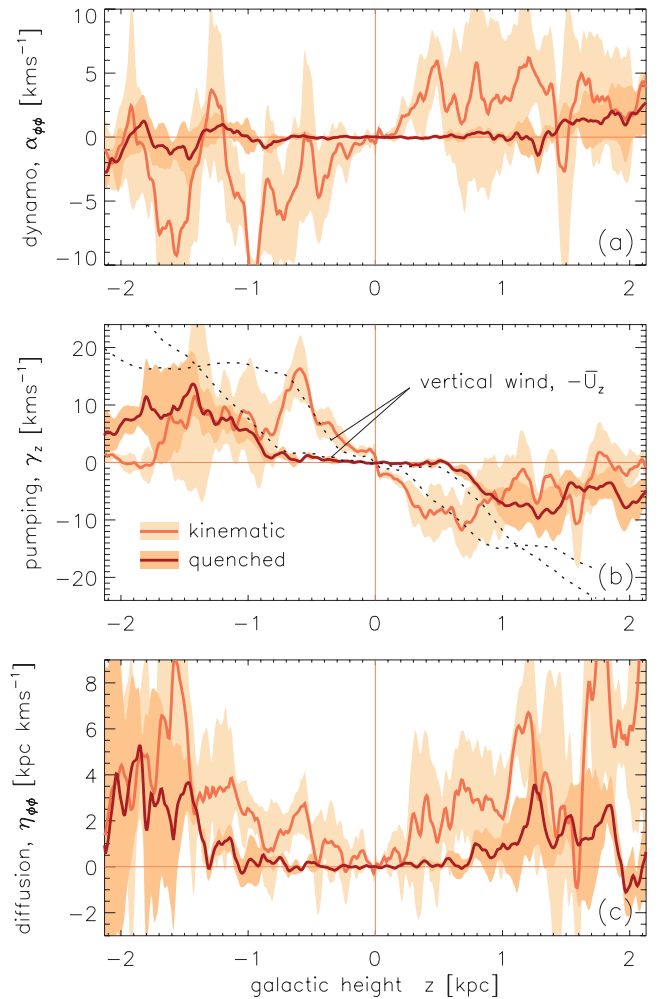 10
5
0
−5
−10
dynamo, αϕϕ [kms⁻¹]
(a)
−2 −1 0 1 2
20
10
0
−10
−20
pumping, γz [kms⁻¹]
vertical wind, −U̅z
kinematic
quenched
(b)
−2 −1 0 1 2
8
6
4
2
0
−2
diffusion, ηϕϕ [kpc kms⁻¹]
(c)
−2 −1 0 1 2
galactic height z [kpc]